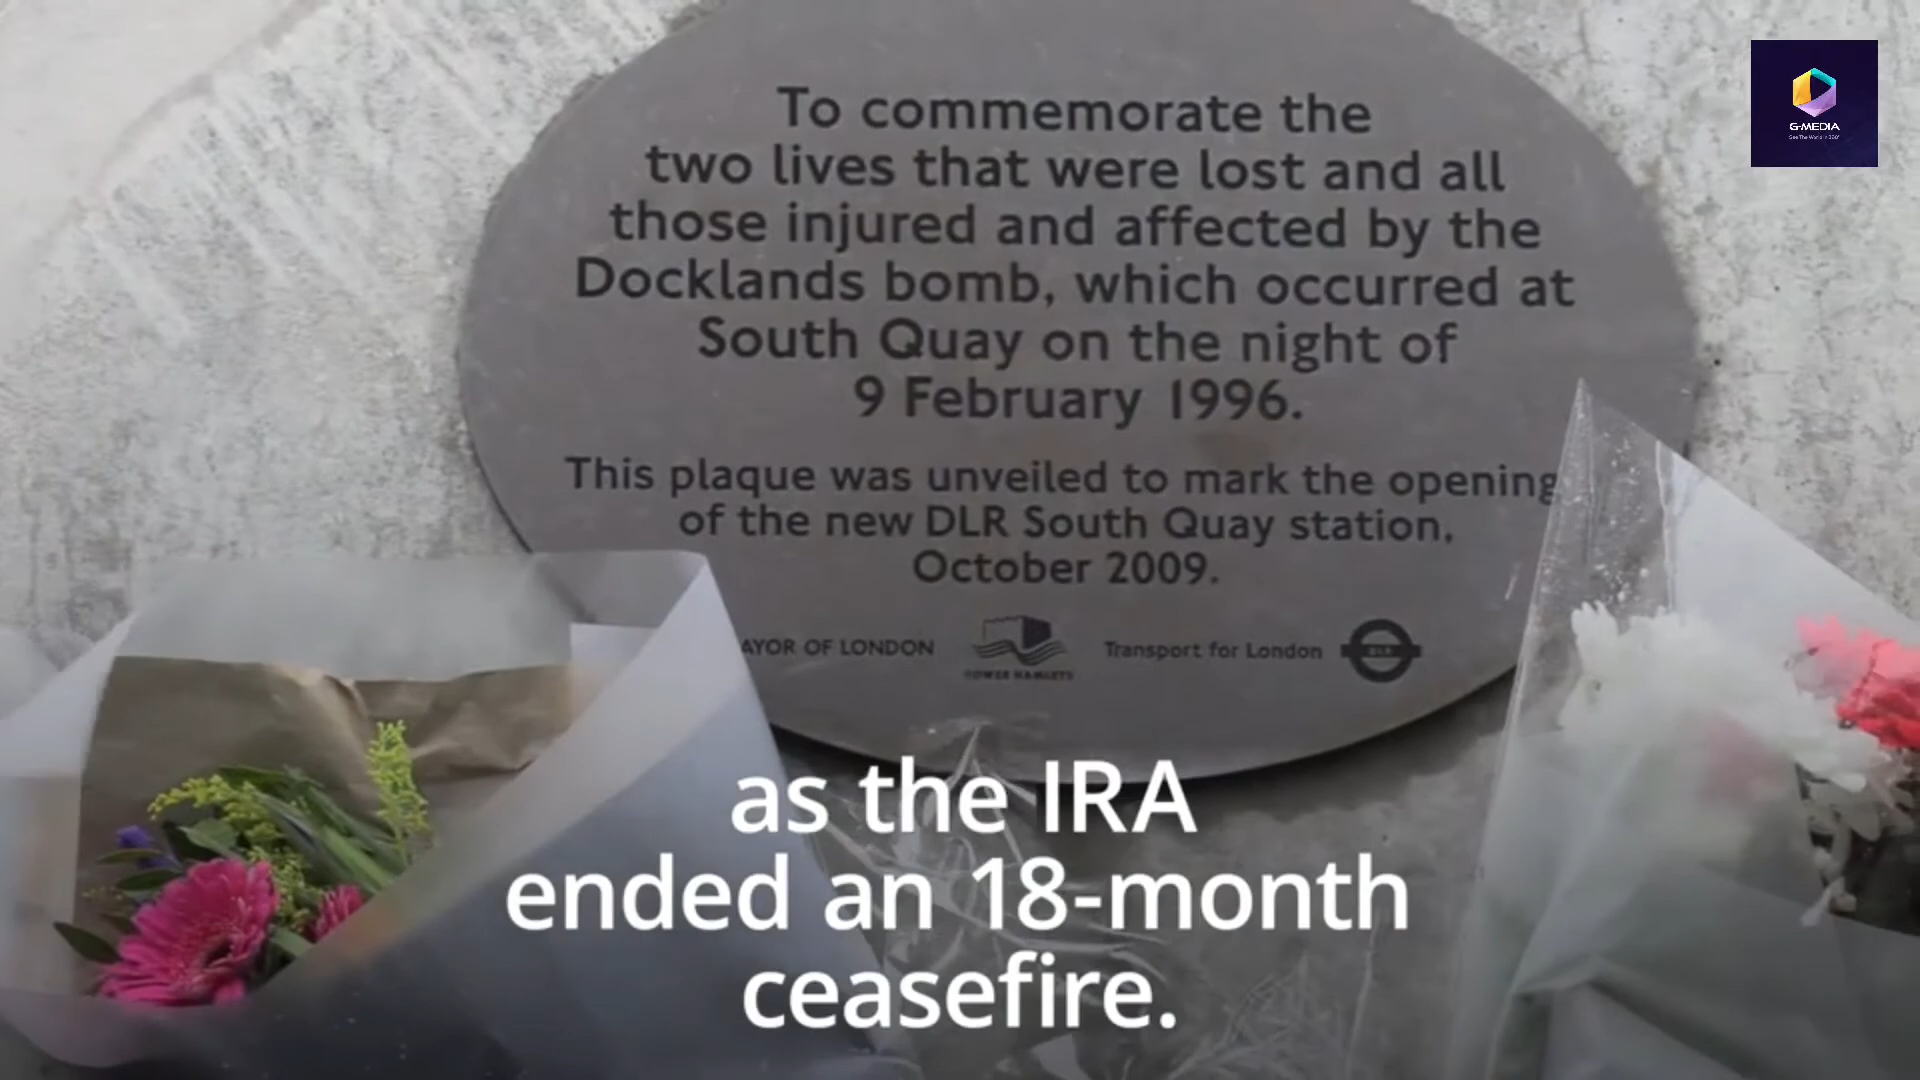 To commemorate the
two lives that were lost and all
those injured and affected by the
Docklands bomb, which occurred at
South Quay on the night of
9 February 1996.
This plaque was unveiled to mark the opening
of the new DLR South Quay station.
October 2009.
AYOR OF LONDON
TOWER HAMLETS
Transport for London
DLR
G-MEDIA
as the IRA
ended an 18-month
ceasefire.